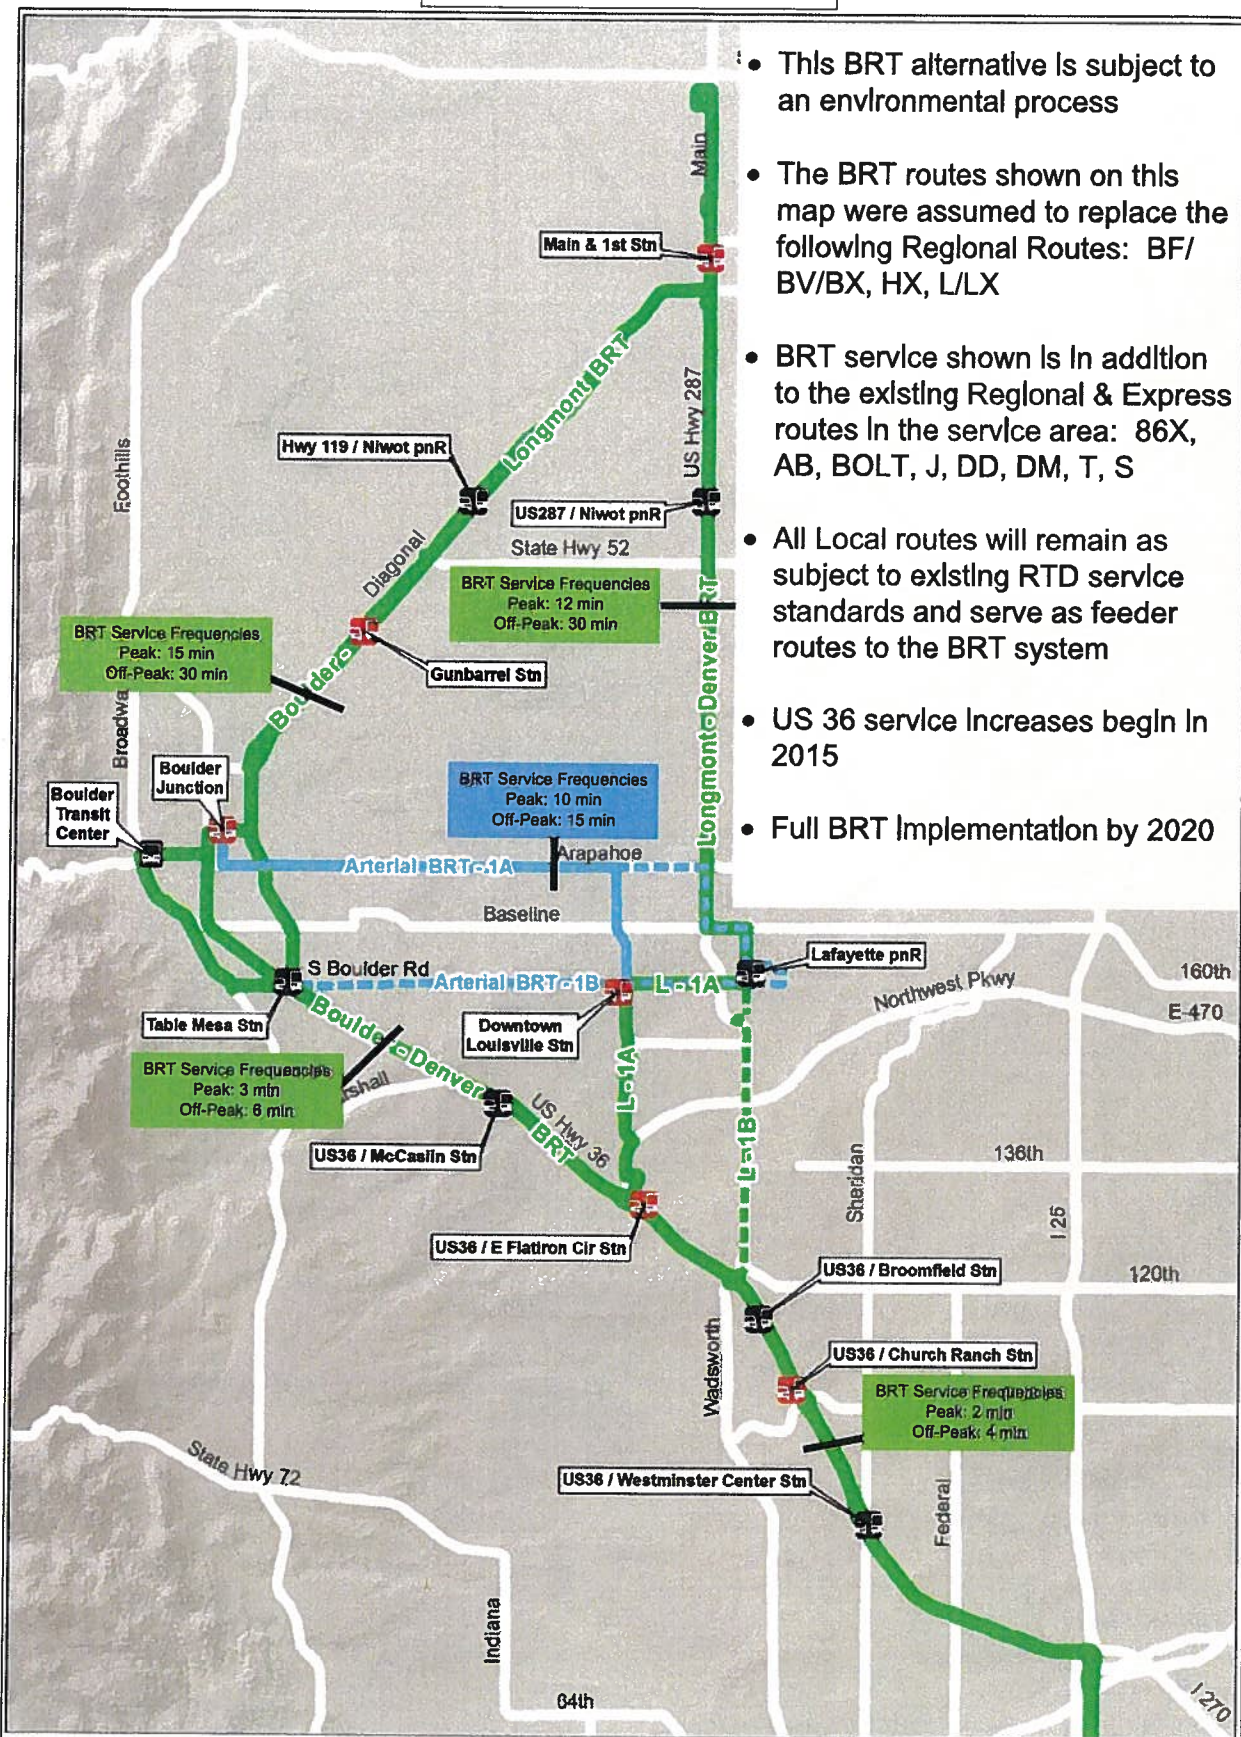 • This BRT alternative is subject to
an environmental process
• The BRT routes shown on this
map were assumed to replace the
following Regional Routes: BF/
BV/BX, HX, L/LX
• BRT service shown is in addition
to the existing Regional & Express
routes in the service area: 86X,
AB, BOLT, J, DD, DM, T, S
• All Local routes will remain as
subject to existing RTD service
standards and serve as feeder
routes to the BRT system
• US 36 service increases begin in
2015
• Full BRT Implementation by 2020
Main
Main & 1st Stn
Longmont BRT
US Hwy 287
Foothills
Hwy 119 / Niwot pnR
US287 / Niwot pnR
State Hwy 52
Diagonal
BRT Service Frequencies
Peak: 12 min
Off-Peak: 30 min
BRT Service Frequencies
Peak: 15 min
Off-Peak: 30 min
Gunbarrel Stn
Boulder -
Longmont-Denver BRT
Broadwa
Boulder
Junction
Boulder
Transit
Center
BRT Service Frequencies
Peak: 10 min
Off-Peak: 15 min
Arterial BRT - 1A
Arapahoe
Baseline
Lafayette pnR
S Boulder Rd
Arterial BRT - 1B
L - 1A
Northwest Pkwy
160th
E-470
Table Mesa Stn
Downtown
Louisville Stn
Boulder - Denver
BRT
BRT Service Frequencies
Peak: 3 min
Off-Peak: 6 min
rshall
L-1A
US Hwy 36
US36 / McCaslin Stn
L-1B
Sheridan
136th
I 25
US36 / E Flatiron Cir Stn
US36 / Broomfield Stn
120th
Wadsworth
US36 / Church Ranch Stn
BRT Service Frequencies
Peak: 2 min
Off-Peak: 4 min
State Hwy 72
US36 / Westminster Center Stn
Federal
Indiana
64th
I 270